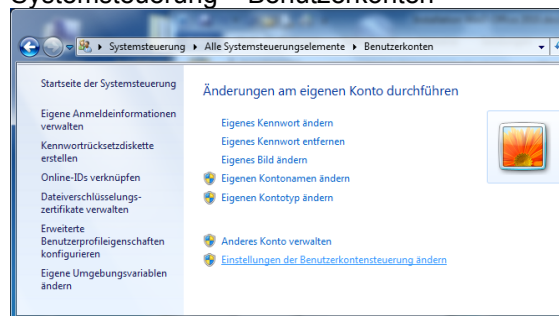 Systemsteuerung – Benutzerkonten
Systemsteuerung ▸ Alle Systemsteuerungselemente ▸ Benutzerkonten
Startseite der Systemsteuerung
Eigene Anmeldeinformationen
verwalten
Kennwortrücksetzdiskette
erstellen
Online-IDs verknüpfen
Dateiverschlüsselungs-
zertifikate verwalten
Erweiterte
Benutzerprofileigenschaften
konfigurieren
Eigene Umgebungsvariablen
ändern
Änderungen am eigenen Konto durchführen
Eigenes Kennwort ändern
Eigenes Kennwort entfernen
Eigenes Bild ändern
Eigenen Kontonamen ändern
Eigenen Kontotyp ändern
Anderes Konto verwalten
Einstellungen der Benutzerkontensteuerung ändern